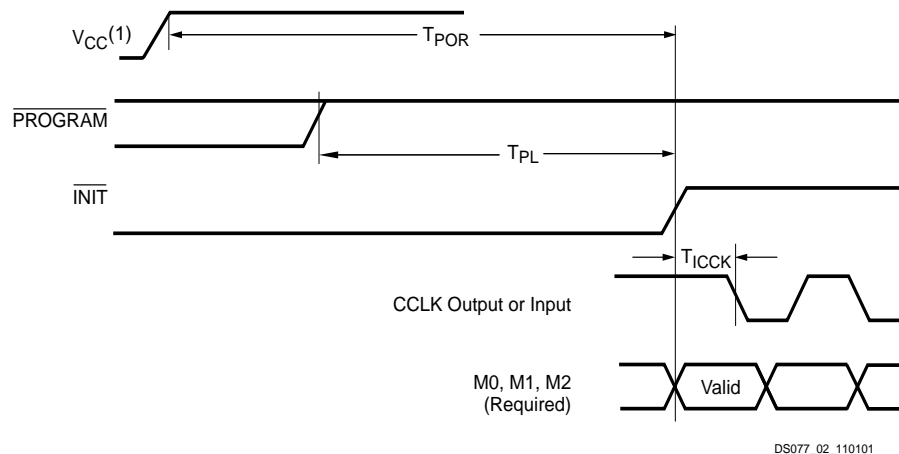 VCC(1)
TPOR
PROGRAM
TPL
INIT
TICCK
CCLK Output or Input
M0, M1, M2
(Required)
Valid
DS077_02_110101